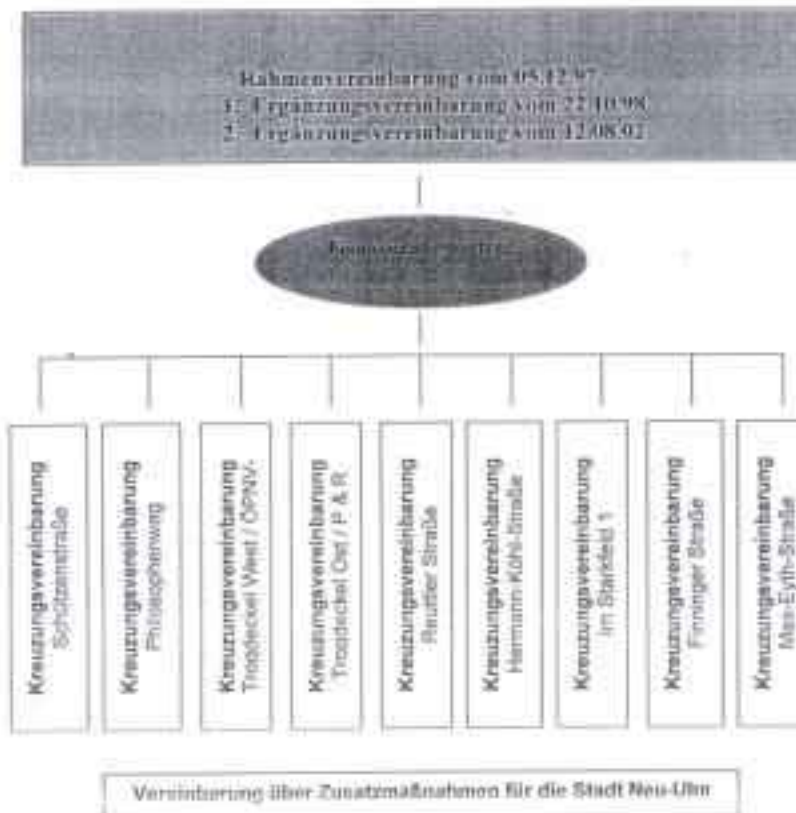 Rahmenvereinbarung vom 05.12.97
1. Ergänzungsvereinbarung vom 22.10.98
2. Ergänzungsvereinbarung vom 12.08.02
Kreuzungsvereinbarung
Schützenstraße
Kreuzungsvereinbarung
Philosophenweg
Kreuzungsvereinbarung
Trogdeckel West / ÖPNV-
Kreuzungsvereinbarung
Trogdeckel Ost / P & R
Kreuzungsvereinbarung
Reuttier Straße
Kreuzungsvereinbarung
Hermann Köhl-Straße
Kreuzungsvereinbarung
Im Starkfeld 1
Kreuzungsvereinbarung
Finninger Straße
Kreuzungsvereinbarung
Max-Eyth-Straße
Vereinbarung über Zusatzmaßnahmen für die Stadt Neu-Ulm